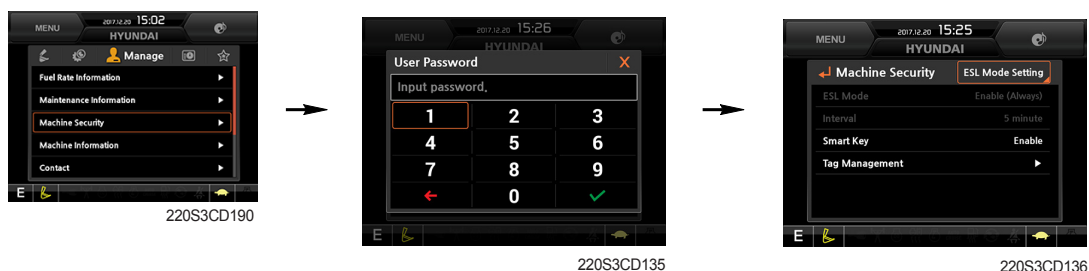 MENU
2017.12.20 15:02
HYUNDAI
Manage
Fuel Rate Information
Maintenance Information
Machine Security
Machine Information
Contact
E
220S3CD190
MENU
2017.12.20 15:26
HYUNDAI
User Password X
Input password.
1 2 3
4 5 6
7 8 9
0
E
220S3CD135
MENU
2017.12.20 15:25
HYUNDAI
Machine Security ESL Mode Setting
ESL Mode Enable (Always)
Interval 5 minute
Smart Key Enable
Tag Management
E
220S3CD136